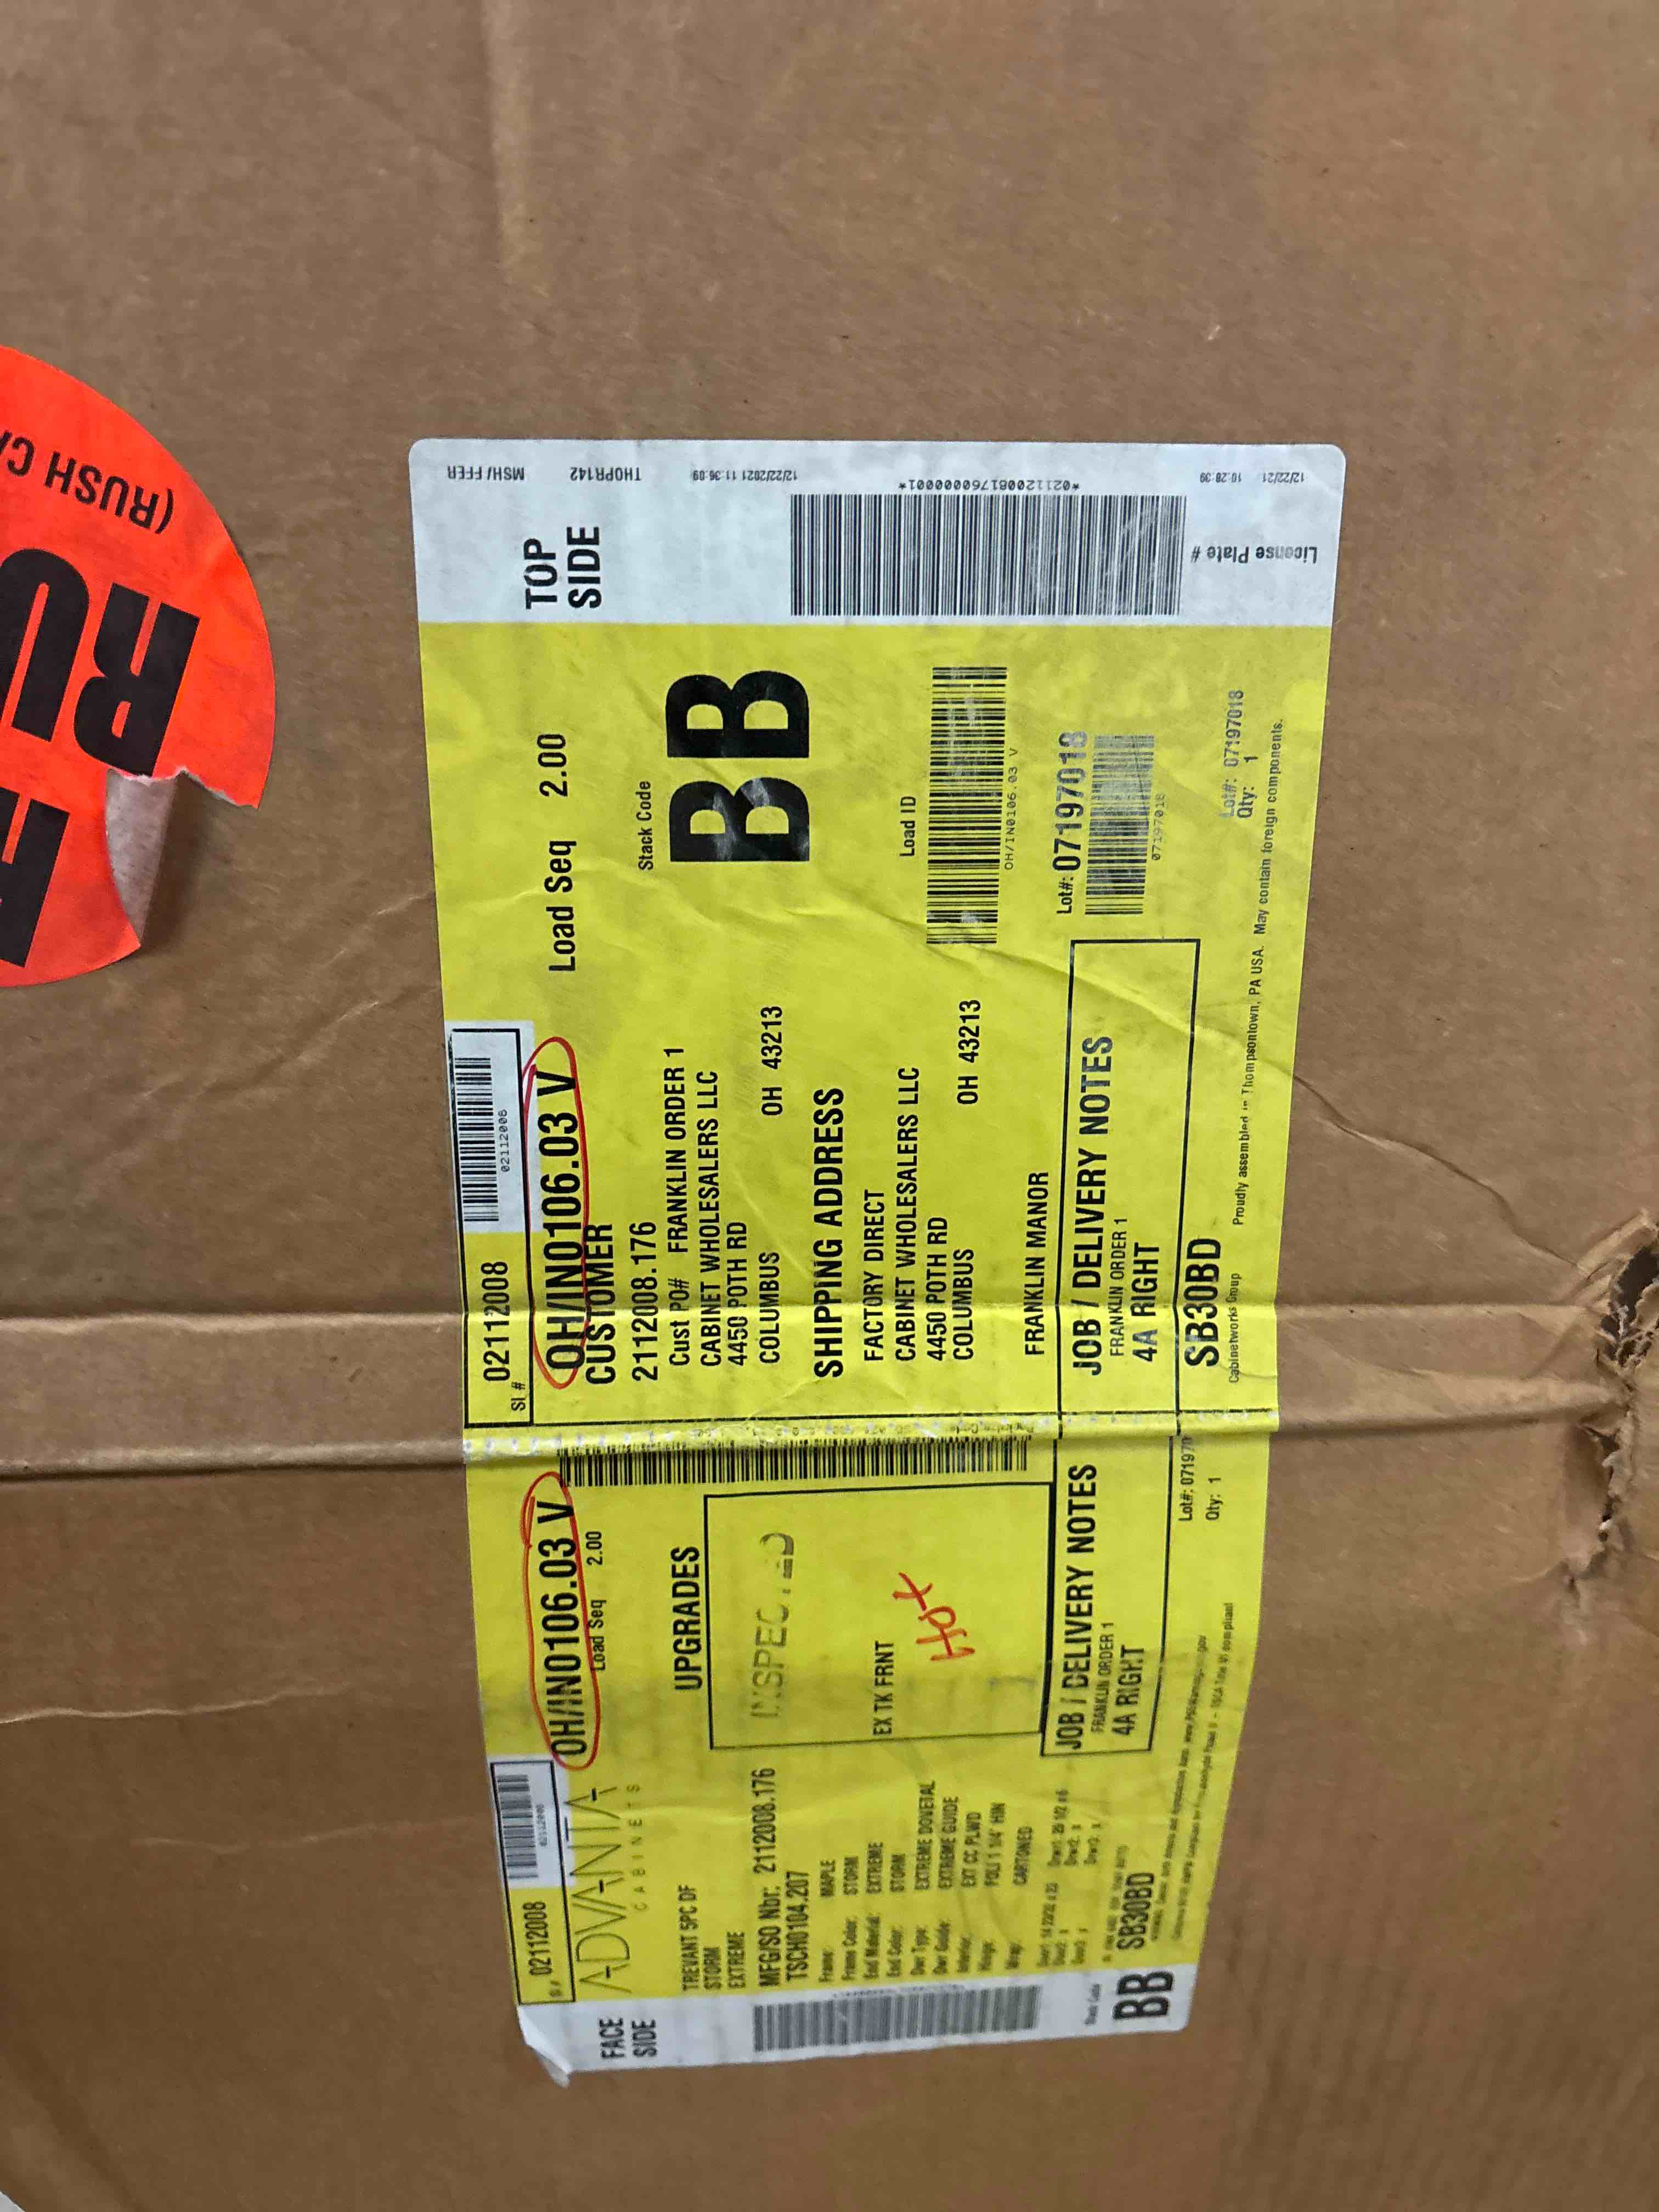 (RUSH
RU
FACE
SIDE
02112008
02112008
OH/IN0106.03 V
Load Seq 2.00
ADVANTA
CABINETS
TREVANT 5PC DF
STORM
EXTREME
MFG/SO Nbr: 2112008.176
TSCH0104.207
Frame: MAPLE
Frame Color: STORM
End Material: EXTREME
End Color: STORM
Dwr Type: EXTREME DOVETAL
Dwr Guide: EXTREME GUIDE
Interior: EXT CC PLWD
Hinge: FOLI 1 1/4" HIN
Wrap: CARTONED
UPGRADES
EX TK FRNT
Hot
JOB / DELIVERY NOTES
FRANKLIN ORDER 1
4A RIGHT
BB
SB30BD
Lot#: 07197
Qty: 1
TOP
SIDE
SL#
02112008
02112008
OH/IN0106.03 V
Load Seq 2.00
CUSTOMER
2112008.176
Cust PO# FRANKLIN ORDER 1
CABINET WHOLESALERS LLC
4450 POTH RD
COLUMBUS OH 43213
Stack Code
BB
SHIPPING ADDRESS
FACTORY DIRECT
CABINET WHOLESALERS LLC
4450 POTH RD
COLUMBUS OH 43213
Load ID
OH/IN0106.03 V
FRANKLIN MANOR
JOB / DELIVERY NOTES
FRANKLIN ORDER 1
4A RIGHT
Lot#: 07197018
07197018
SB30BD
Lot#: 07197018
Qty: 1
Cabinetworks Group
Proudly assembled in Thompsontown, PA USA. May contain foreign components.
MSH/ FFER
THOPR142
12/22/2021 11:36:09
*0211200817600000001*
12/22/21 10:28:39
License Plate #